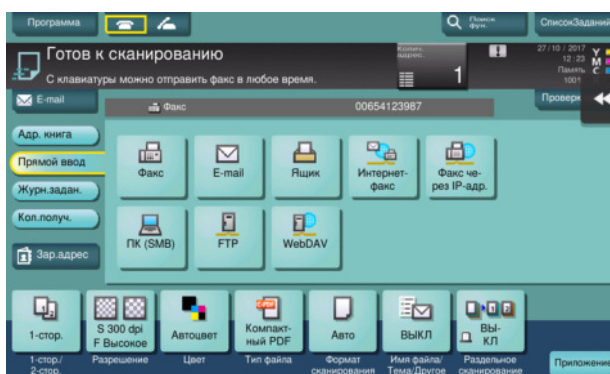 Программа
Поиск
фун.
СписокЗаданий
Готов к сканированию
С клавиатуры можно отправить факс в любое время.
Колич.
адрес.
1
27/10/2017
12:23
Память
100%
Y
M
C
K
E-mail
Факс
00654123987
Проверк
Адр. книга
Прямой ввод
Журн.задан.
Кол.получ.
Зар.адрес
Факс
E-mail
Ящик
Интернет-
факс
Факс че-
рез IP-адр.
ПК (SMB)
FTP
WebDAV
1-стор.
S 300 dpi
F Высокое
Автоцвет
Компакт-
ный PDF
Авто
ВЫКЛ
ВЫ-
КЛ
1-стор./
2-стор.
Разрешение
Цвет
Тип файла
Формат
сканирования
Имя файла/
Тема/Другое
Раздельное
сканирование
Приложение